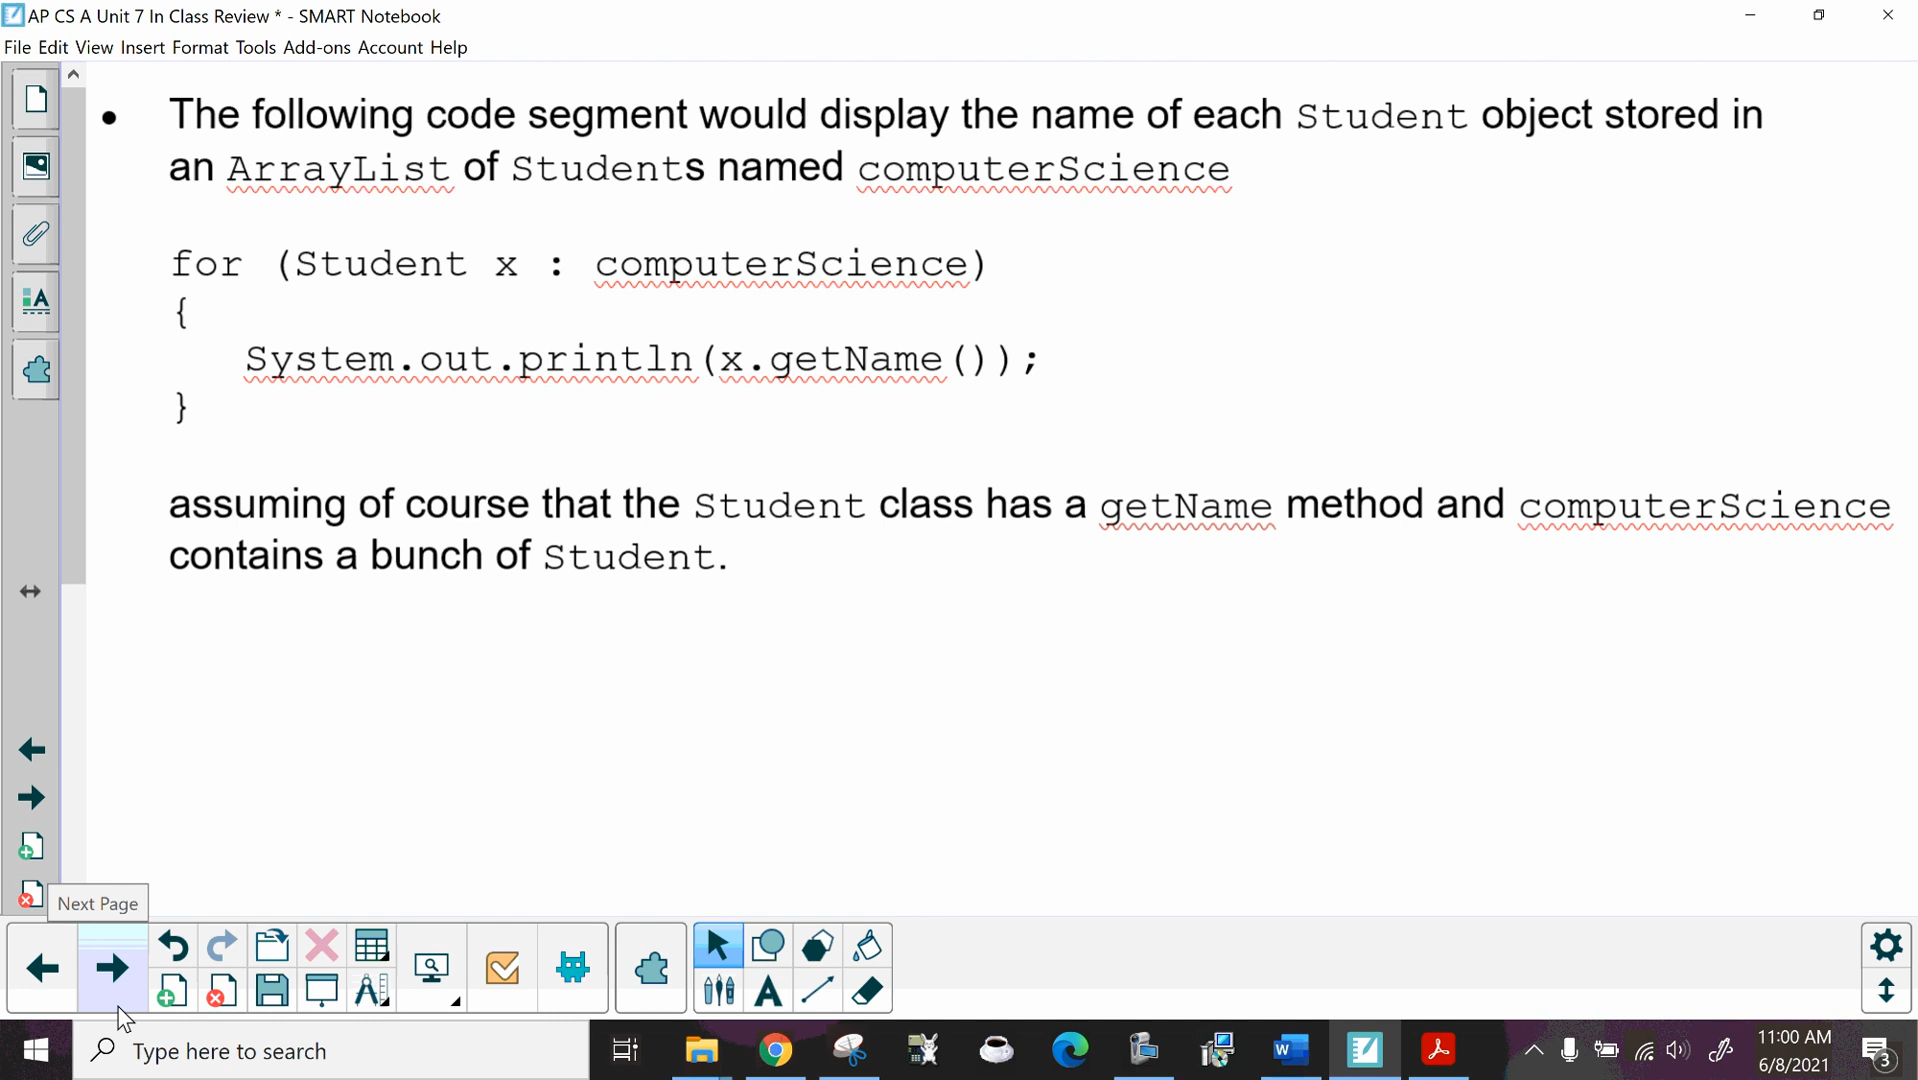 AP CS A Unit 7 In Class Review * - SMART Notebook
File Edit View Insert Format Tools Add-ons Account Help
• The following code segment would display the name of each Student object stored in
an ArrayList of Students named computerScience
for (Student x : computerScience)
{
System.out.println(x.getName());
}
assuming of course that the Student class has a getName method and computerScience
contains a bunch of Student.
Next Page
Type here to search
11:00 AM
6/8/2021
3